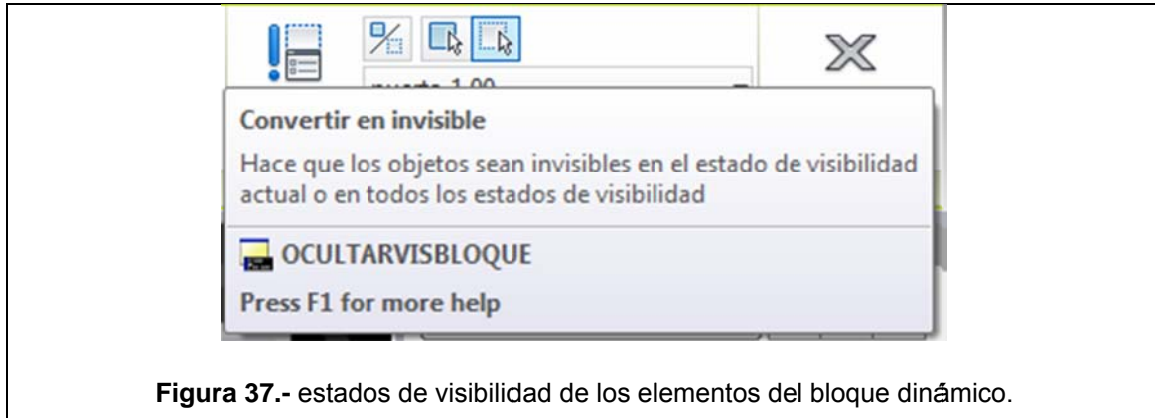 Convertir en invisible
Hace que los objetos sean invisibles en el estado de visibilidad
actual o en todos los estados de visibilidad
OCULTARVISBLOQUE
Press F1 for more help
Figura 37.- estados de visibilidad de los elementos del bloque dinámico.